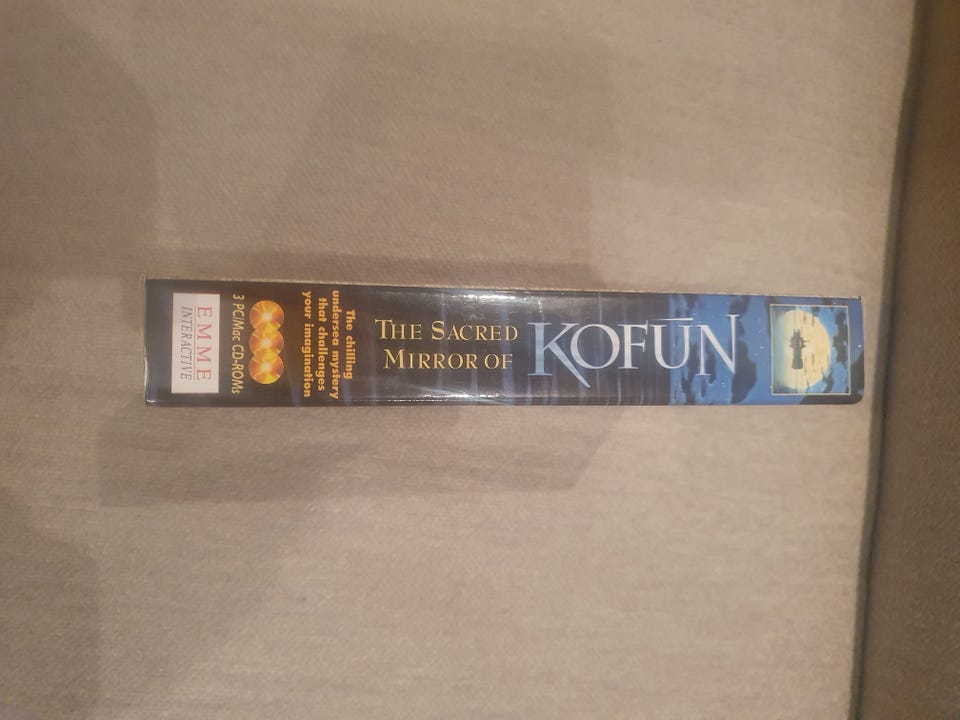 THE SACRED
MIRROR OF
KOFŪN
The chilling
undersea mystery
that challenges
your imagination
3 PC/Mac CD-ROMs
EMME
INTERACTIVE